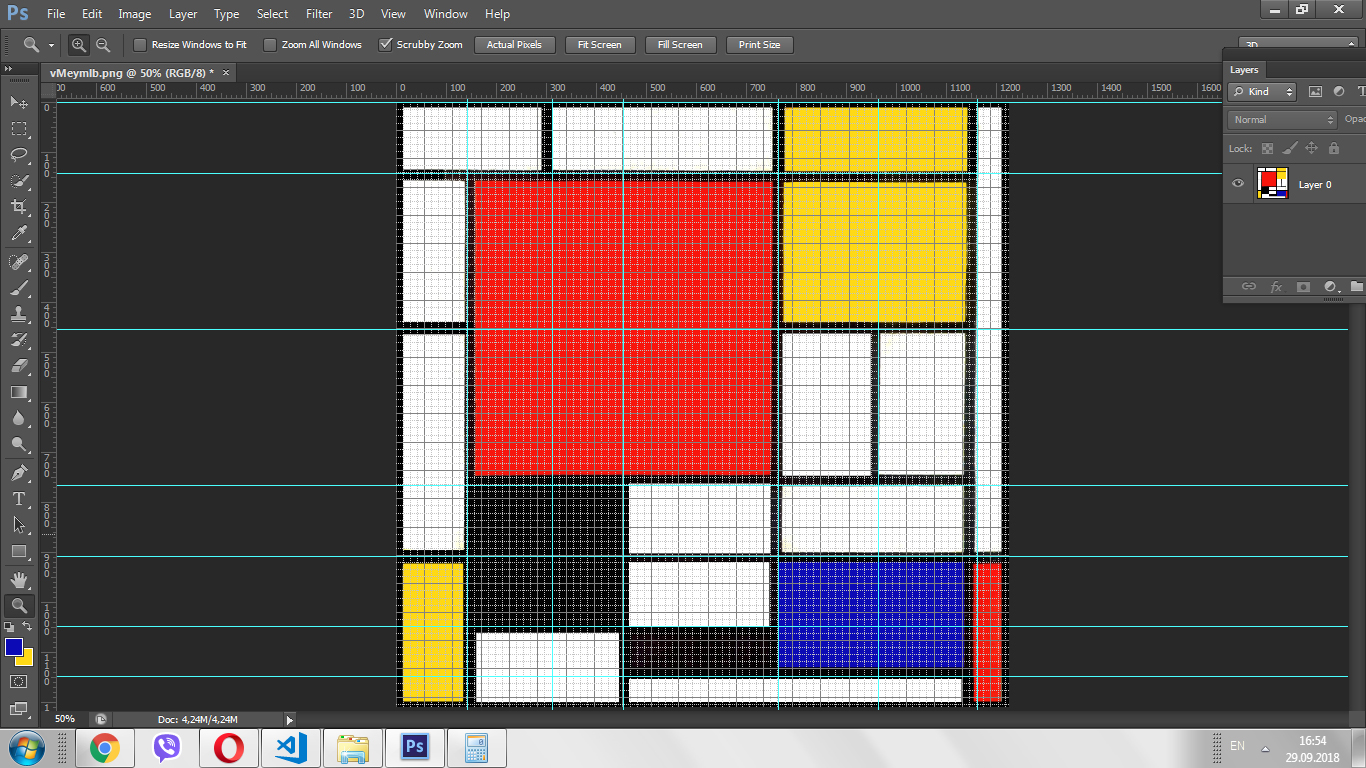 Ps File Edit Image Layer Type Select Filter 3D View Window Help
Resize Windows to Fit Zoom All Windows Scrubby Zoom Actual Pixels Fit Screen Fill Screen Print Size 3D
vMeymlb.png @ 50% (RGB/8) *
00 600 500 400 300 200 100 0 100 200 300 400 500 600 700 800 900 1000 1100 1200 1300 1400 1500 1600
0
100
200
300
400
500
600
700
800
900
1000
1100
1
Layers
Kind
Normal Opac
Lock:
Layer 0
fx
T
50% Doc: 4,24M/4,24M
Ps
EN
16:54
29.09.2018